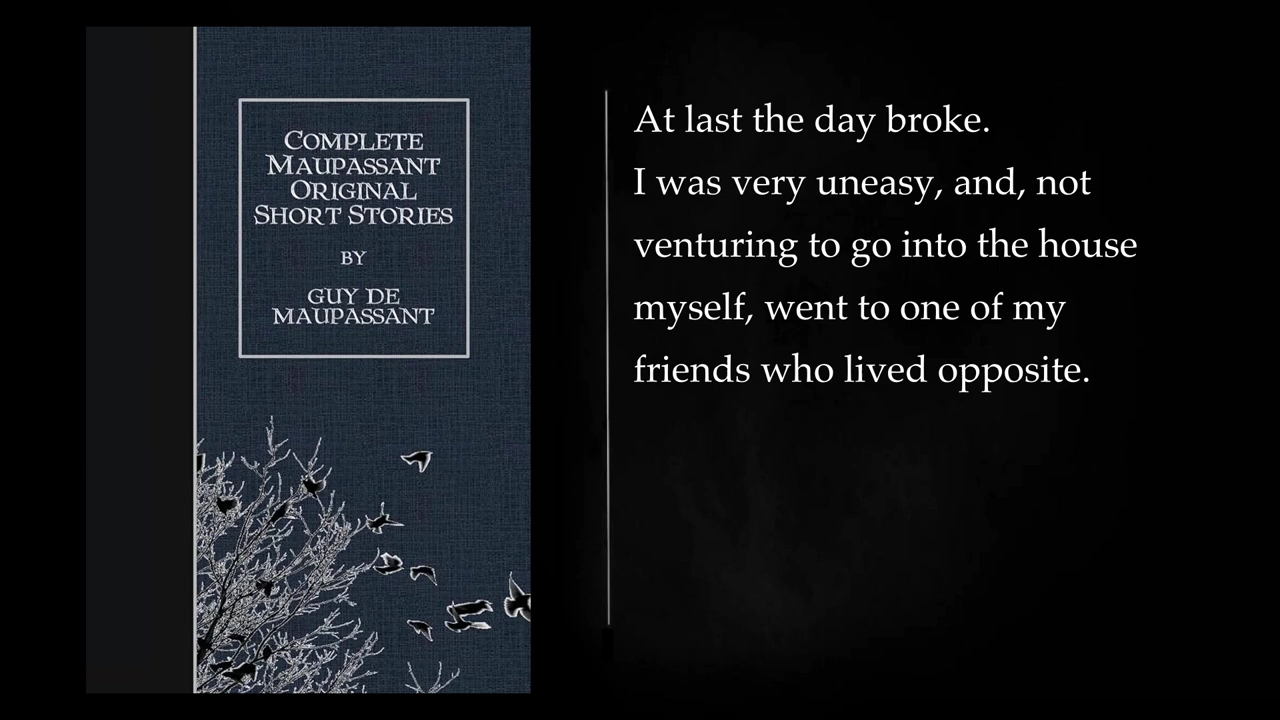 COMPLETE
MAUPASSANT
ORIGINAL
SHORT STORIES
BY
GUY DE
MAUPASSANT
At last the day broke.
I was very uneasy, and, not
venturing to go into the house
myself, went to one of my
friends who lived opposite.